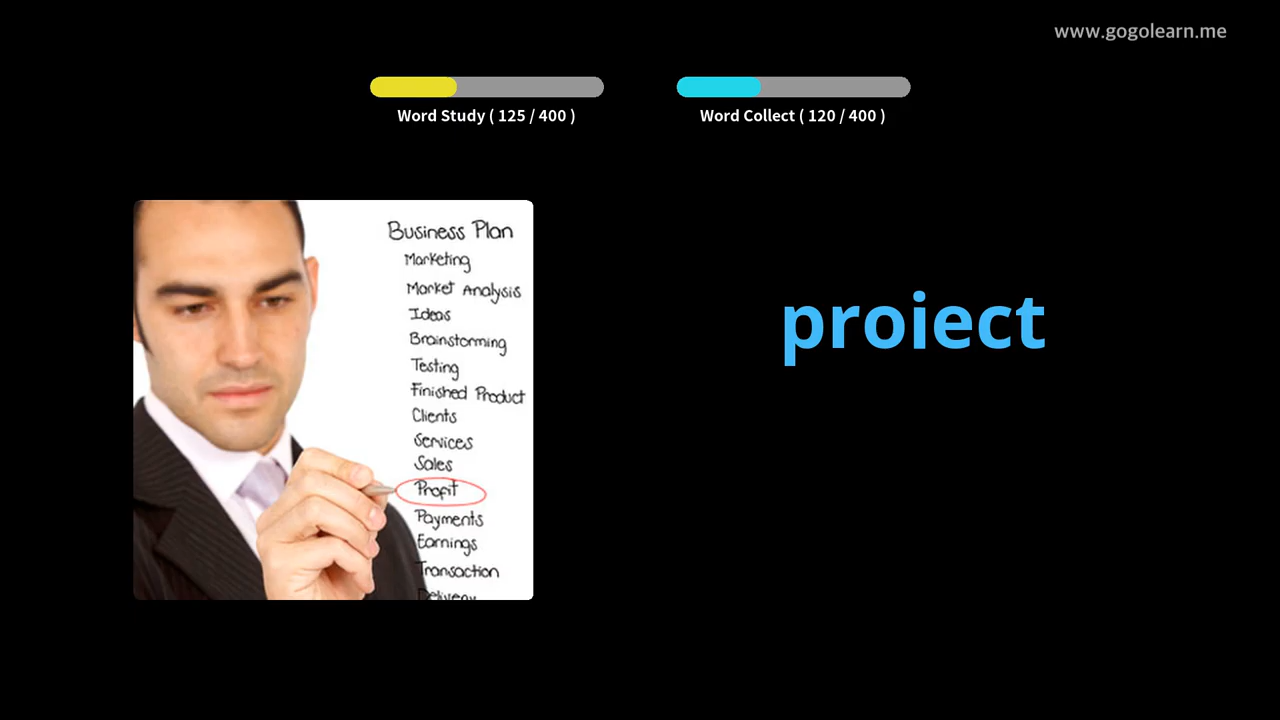 www.gogolearn.me
Word Study ( 125 / 400 )
Word Collect ( 120 / 400 )
Business Plan
Marketing
Market Analysis
Ideas
Brainstorming
Testing
Finished Product
Clients
Services
Sales
Profit
Payments
Earnings
Transaction
Delivery
proiect